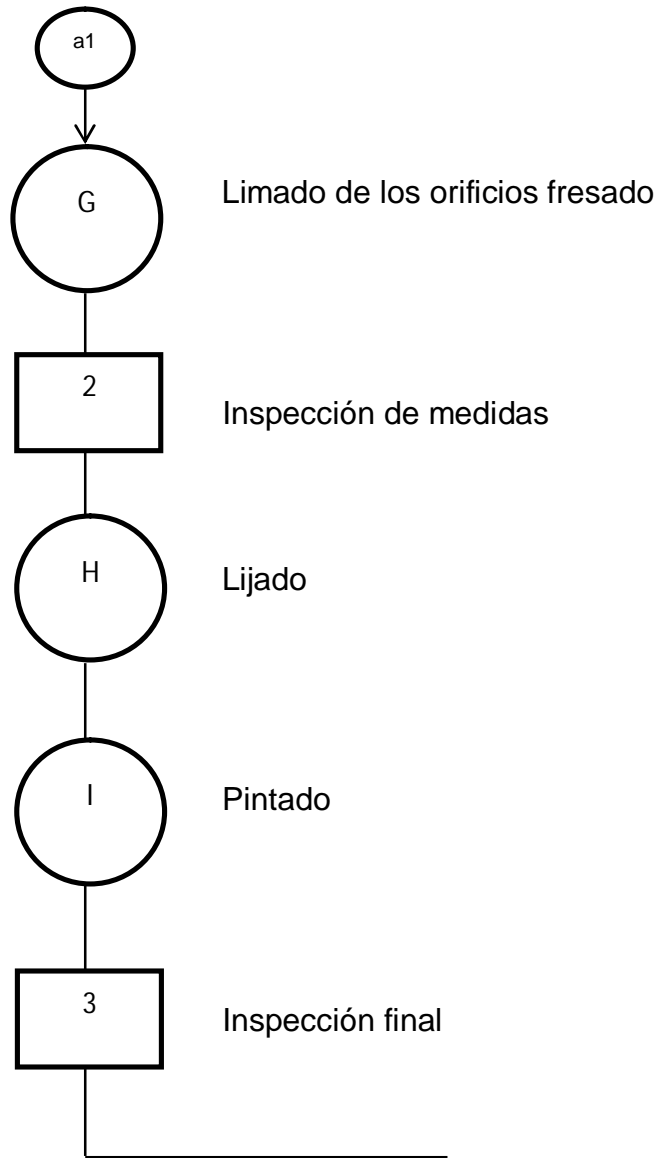 a1
G
Limado de los orificios fresado
2
Inspección de medidas
H
Lijado
I
Pintado
3
Inspección final